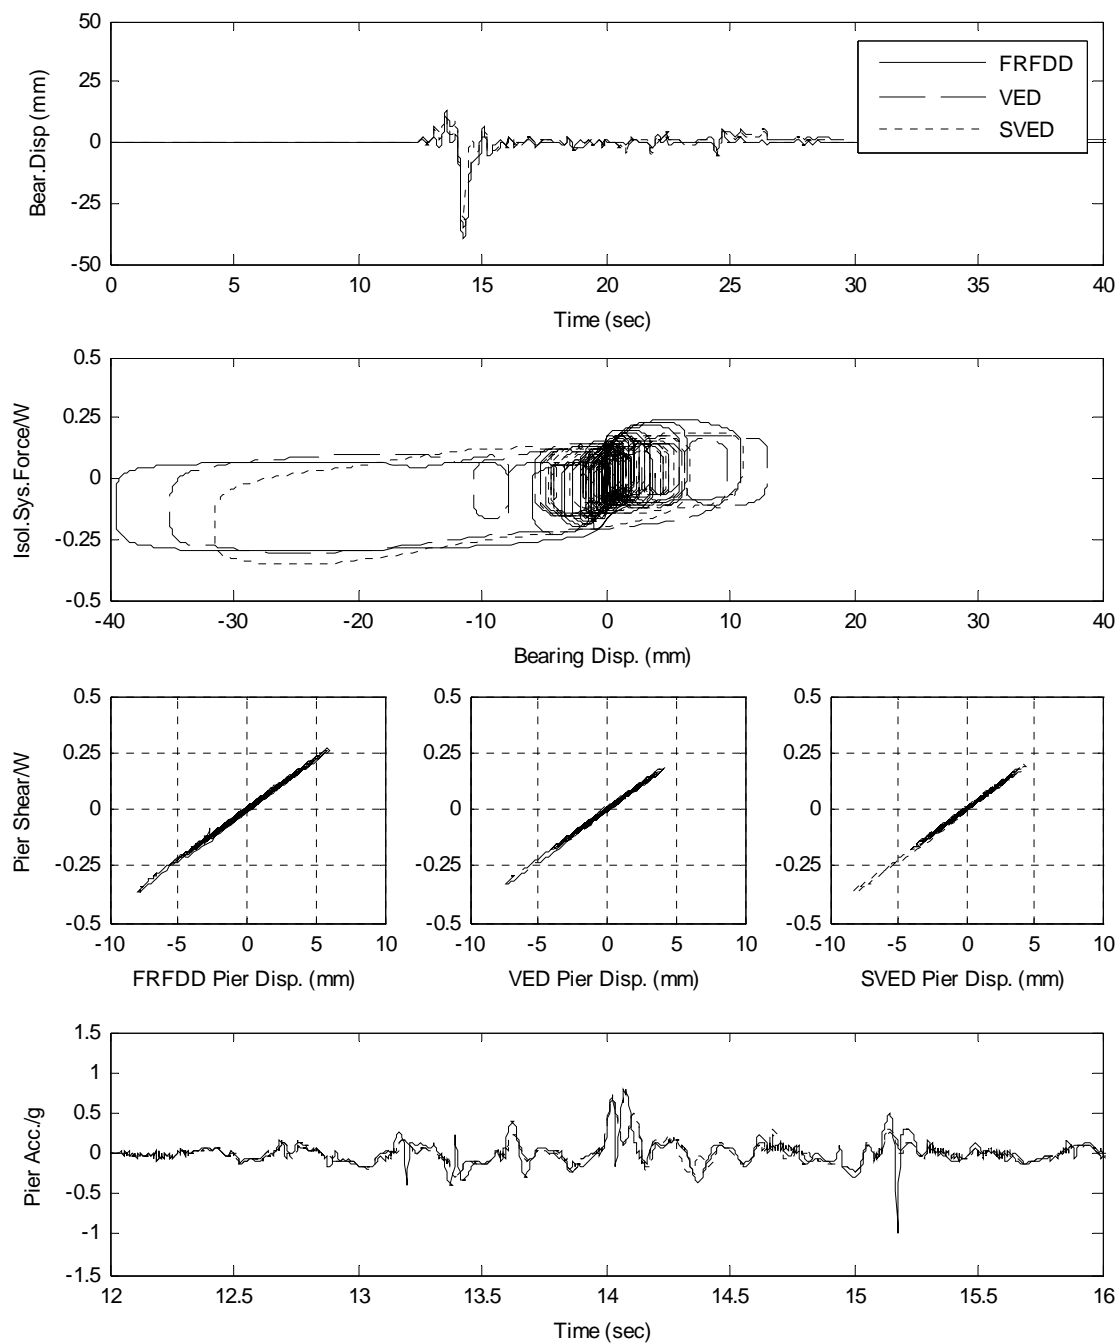 50
25
0
-25
-50
Bear.Disp (mm)
FRFDD
VED
SVED
0 5 10 15 20 25 30 35 40
Time (sec)
0.5
0.25
0
-0.25
-0.5
Isol.Sys.Force/W
-40 -30 -20 -10 0 10 20 30 40
Bearing Disp. (mm)
0.5 0.5 0.5
0.25 0.25 0.25
0 0 0
-0.25 -0.25 -0.25
-0.5 -0.5 -0.5
Pier Shear/W
-10 -5 0 5 10 -10 -5 0 5 10 -10 -5 0 5 10
FRFDD Pier Disp. (mm) VED Pier Disp. (mm) SVED Pier Disp. (mm)
1.5
1
0.5
0
-0.5
-1
-1.5
Pier Acc./g
12 12.5 13 13.5 14 14.5 15 15.5 16
Time (sec)